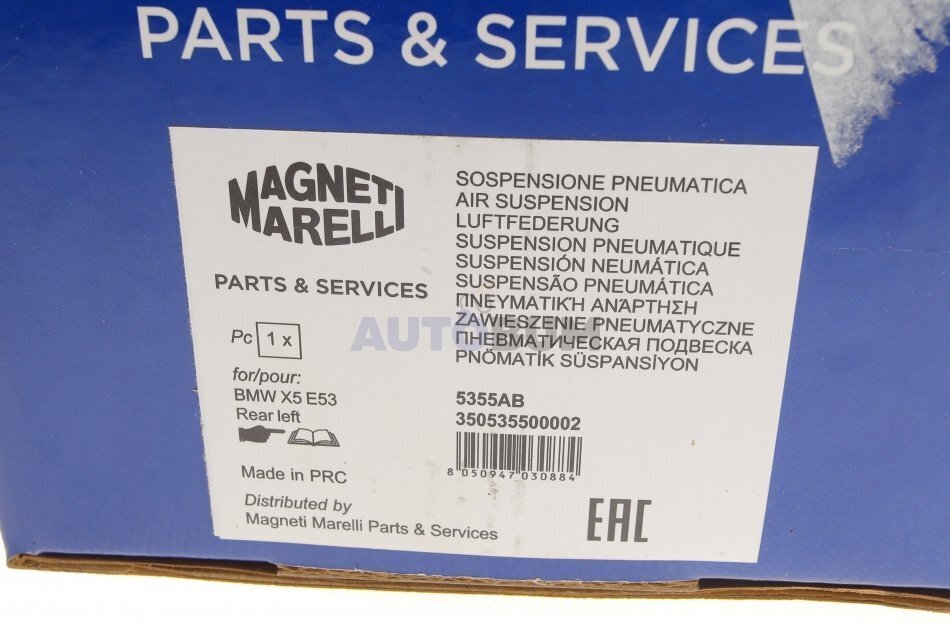 PARTS & SERVICES
MAGNETI
MARELLI
PARTS & SERVICES
Pc 1 x
for/pour:
BMW X5 E53
Rear left
Made in PRC
Distributed by
Magneti Marelli Parts & Services
SOSPENSIONE PNEUMATICA
AIR SUSPENSION
LUFTFEDERUNG
SUSPENSION PNEUMATIQUE
SUSPENSIÓN NEUMÁTICA
SUSPENSÃO PNEUMÁTICA
ΠΝΕΥΜΑΤΙΚΉ ΑΝΆΡΤΗΣΗ
ZAWIESZENIE PNEUMATYCZNE
ПНЕВМАТИЧЕСКАЯ ПОДВЕСКА
PNÖMATİK SÜSPANSİYON
5355AB
350535500002
8 050947 030884
EAC
AUTOBUM